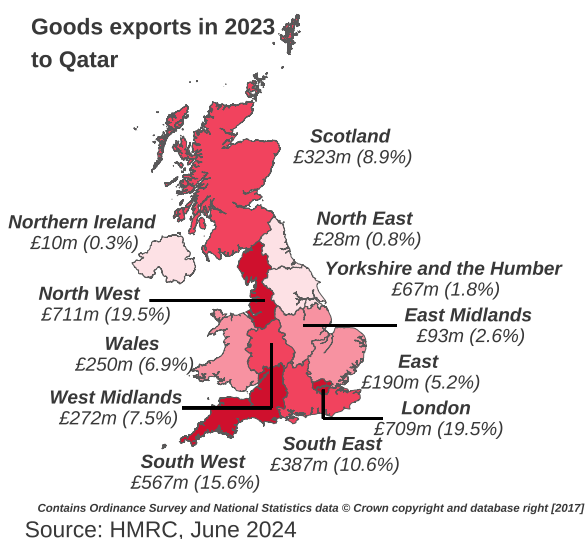 Goods exports in 2023
to Qatar
Scotland
£323m (8.9%)
Northern Ireland
£10m (0.3%)
North East
£28m (0.8%)
Yorkshire and the Humber
£67m (1.8%)
North West
£711m (19.5%)
East Midlands
£93m (2.6%)
Wales
£250m (6.9%)
East
£190m (5.2%)
West Midlands
£272m (7.5%)
London
£709m (19.5%)
South East
£387m (10.6%)
South West
£567m (15.6%)
Contains Ordinance Survey and National Statistics data © Crown copyright and database right [2017]
Source: HMRC, June 2024